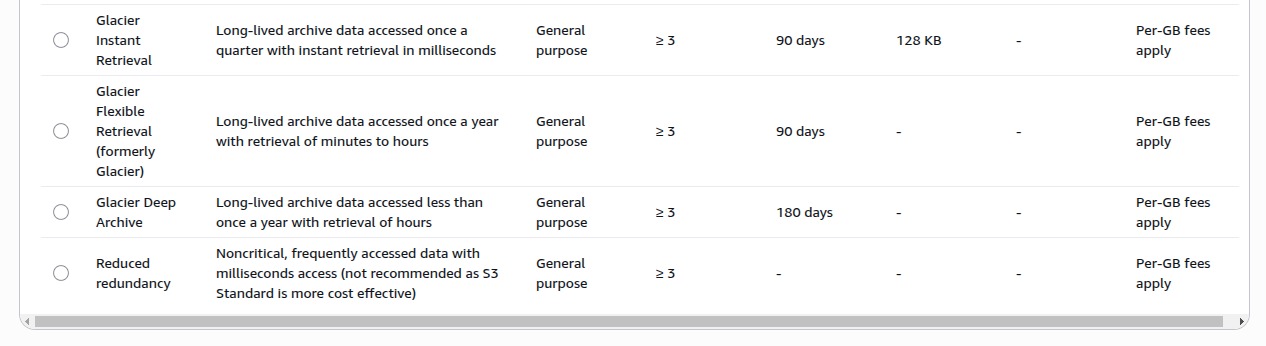 Glacier
Instant
Retrieval
Long-lived archive data accessed once a
quarter with instant retrieval in milliseconds
General
purpose
≥ 3
90 days
128 KB
-
Per-GB fees
apply
Glacier
Flexible
Retrieval
(formerly
Glacier)
Long-lived archive data accessed once a year
with retrieval of minutes to hours
General
purpose
≥ 3
90 days
-
-
Per-GB fees
apply
Glacier Deep
Archive
Long-lived archive data accessed less than
once a year with retrieval of hours
General
purpose
≥ 3
180 days
-
-
Per-GB fees
apply
Reduced
redundancy
Noncritical, frequently accessed data with
milliseconds access (not recommended as S3
Standard is more cost effective)
General
purpose
≥ 3
-
-
-
Per-GB fees
apply